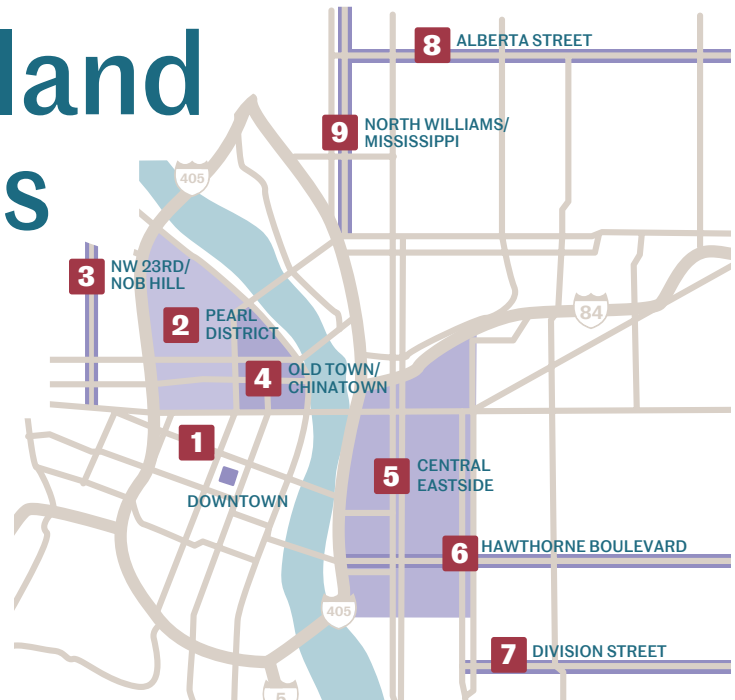 land
s
8 ALBERTA STREET
9 NORTH WILLIAMS/
MISSISSIPPI
405
3 NW 23RD/
NOB HILL
2 PEARL
DISTRICT
84
4 OLD TOWN/
CHINATOWN
1
DOWNTOWN
5 CENTRAL
EASTSIDE
6 HAWTHORNE BOULEVARD
405
7 DIVISION STREET
5